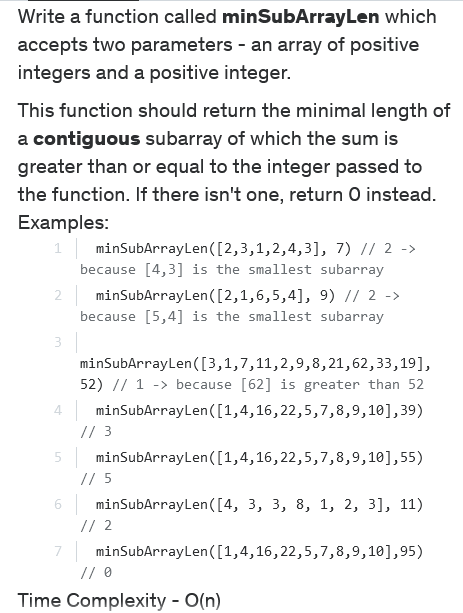 Write a function called minSubArrayLen which
accepts two parameters - an array of positive
integers and a positive integer.
This function should return the minimal length of
a contiguous subarray of which the sum is
greater than or equal to the integer passed to
the function. If there isn't one, return 0 instead.
Examples:
1 minSubArrayLen([2,3,1,2,4,3], 7) // 2 ->
because [4,3] is the smallest subarray
2 minSubArrayLen([2,1,6,5,4], 9) // 2 ->
because [5,4] is the smallest subarray
3
minSubArrayLen([3,1,7,11,2,9,8,21,62,33,19],
52) // 1 -> because [62] is greater than 52
4 minSubArrayLen([1,4,16,22,5,7,8,9,10],39)
// 3
5 minSubArrayLen([1,4,16,22,5,7,8,9,10],55)
// 5
6 minSubArrayLen([4, 3, 3, 8, 1, 2, 3], 11)
// 2
7 minSubArrayLen([1,4,16,22,5,7,8,9,10],95)
// 0
Time Complexity - O(n)